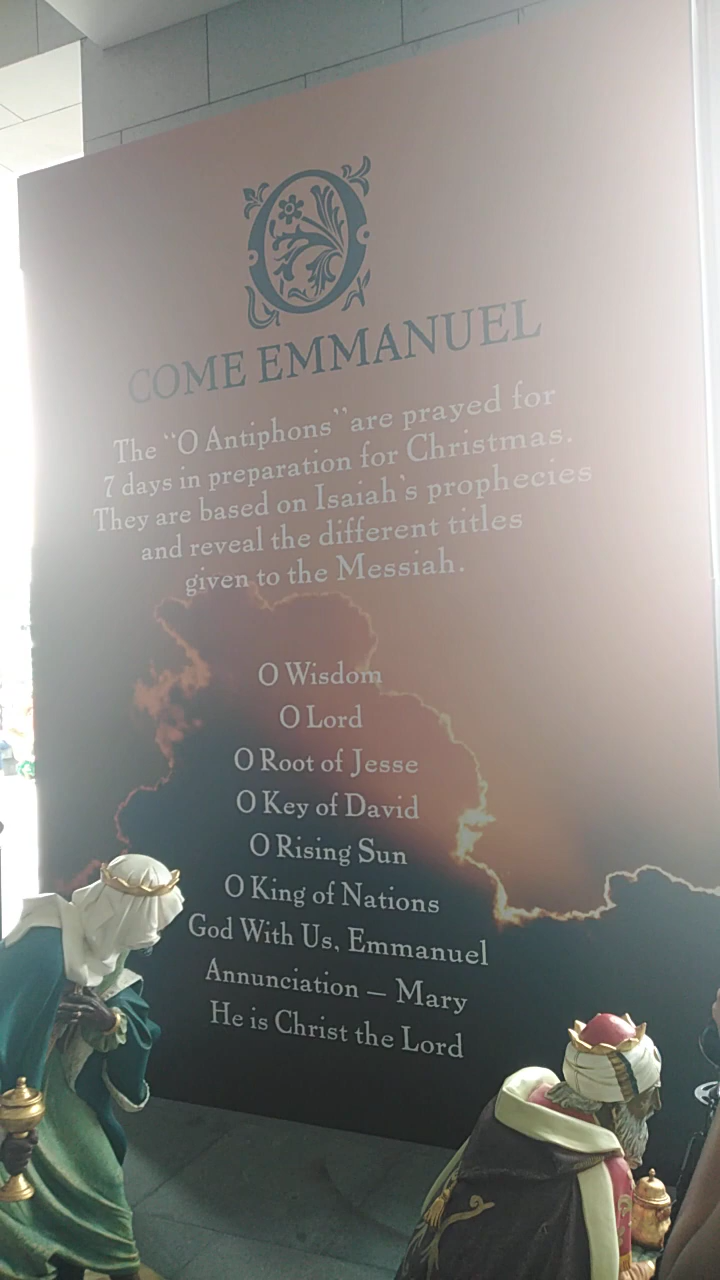 O
COME EMMANUEL
The "O Antiphons" are prayed for
7 days in preparation for Christmas.
They are based on Isaiah's prophecies
and reveal the different titles
given to the Messiah.
O Wisdom
O Lord
O Root of Jesse
O Key of David
O Rising Sun
O King of Nations
God With Us, Emmanuel
Annunciation – Mary
He is Christ the Lord